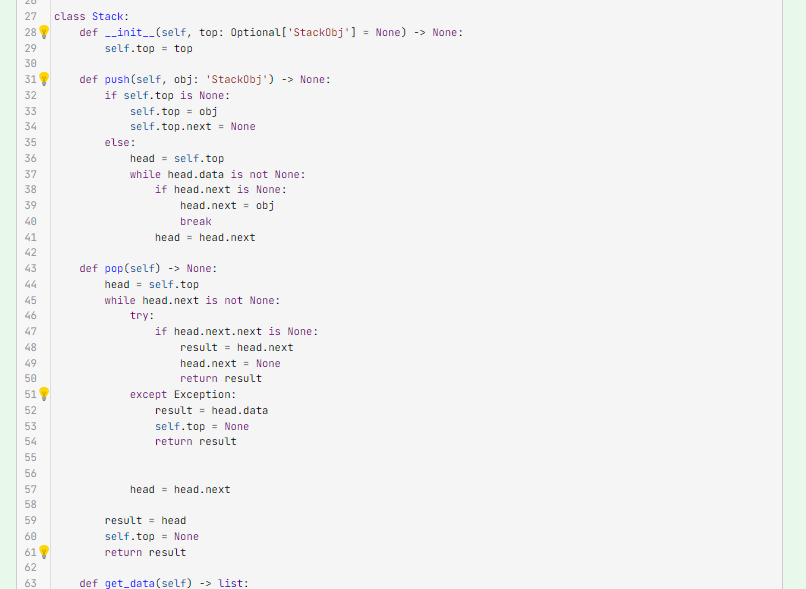 27 class Stack:
28     def __init__(self, top: Optional['StackObj'] = None) -> None:
29         self.top = top
30
31     def push(self, obj: 'StackObj') -> None:
32         if self.top is None:
33             self.top = obj
34             self.top.next = None
35         else:
36             head = self.top
37             while head.data is not None:
38                 if head.next is None:
39                     head.next = obj
40                     break
41                 head = head.next
42
43     def pop(self) -> None:
44         head = self.top
45         while head.next is not None:
46             try:
47                 if head.next.next is None:
48                     result = head.next
49                     head.next = None
50                     return result
51             except Exception:
52                 result = head.data
53                 self.top = None
54                 return result
55
56
57             head = head.next
58
59         result = head
60         self.top = None
61         return result
62
63     def get_data(self) -> list: